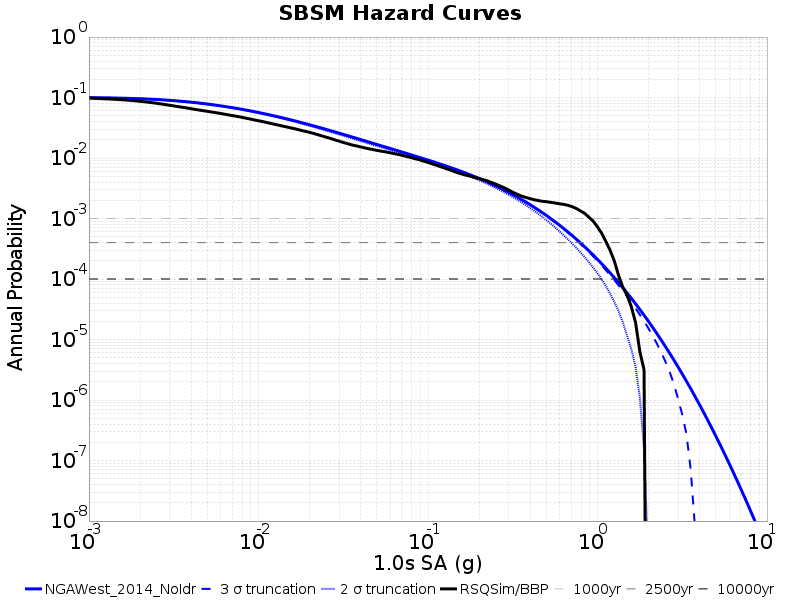 SBSM Hazard Curves
Annual Probability
10^0
10^-1
10^-2
10^-3
10^-4
10^-5
10^-6
10^-7
10^-8
10^-3 10^-2 10^-1 10^0 10^1
1.0s SA (g)
NGAWest_2014_NoIdr 3 σ truncation 2 σ truncation RSQSim/BBP 1000yr 2500yr 10000yr